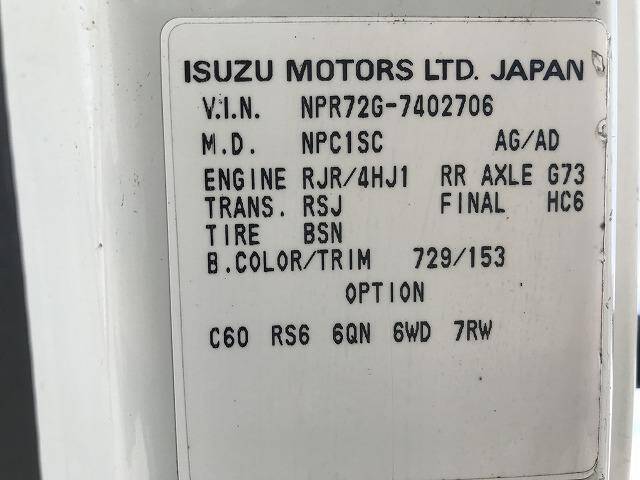 ISUZU MOTORS LTD. JAPAN
V.I.N. NPR72G-7402706
M.D. NPC1SC AG/AD
ENGINE RJR/4HJ1 RR AXLE G73
TRANS. RSJ FINAL HC6
TIRE BSN
B.COLOR/TRIM 729/153
OPTION
C60 RS6 6QN 6WD 7RW